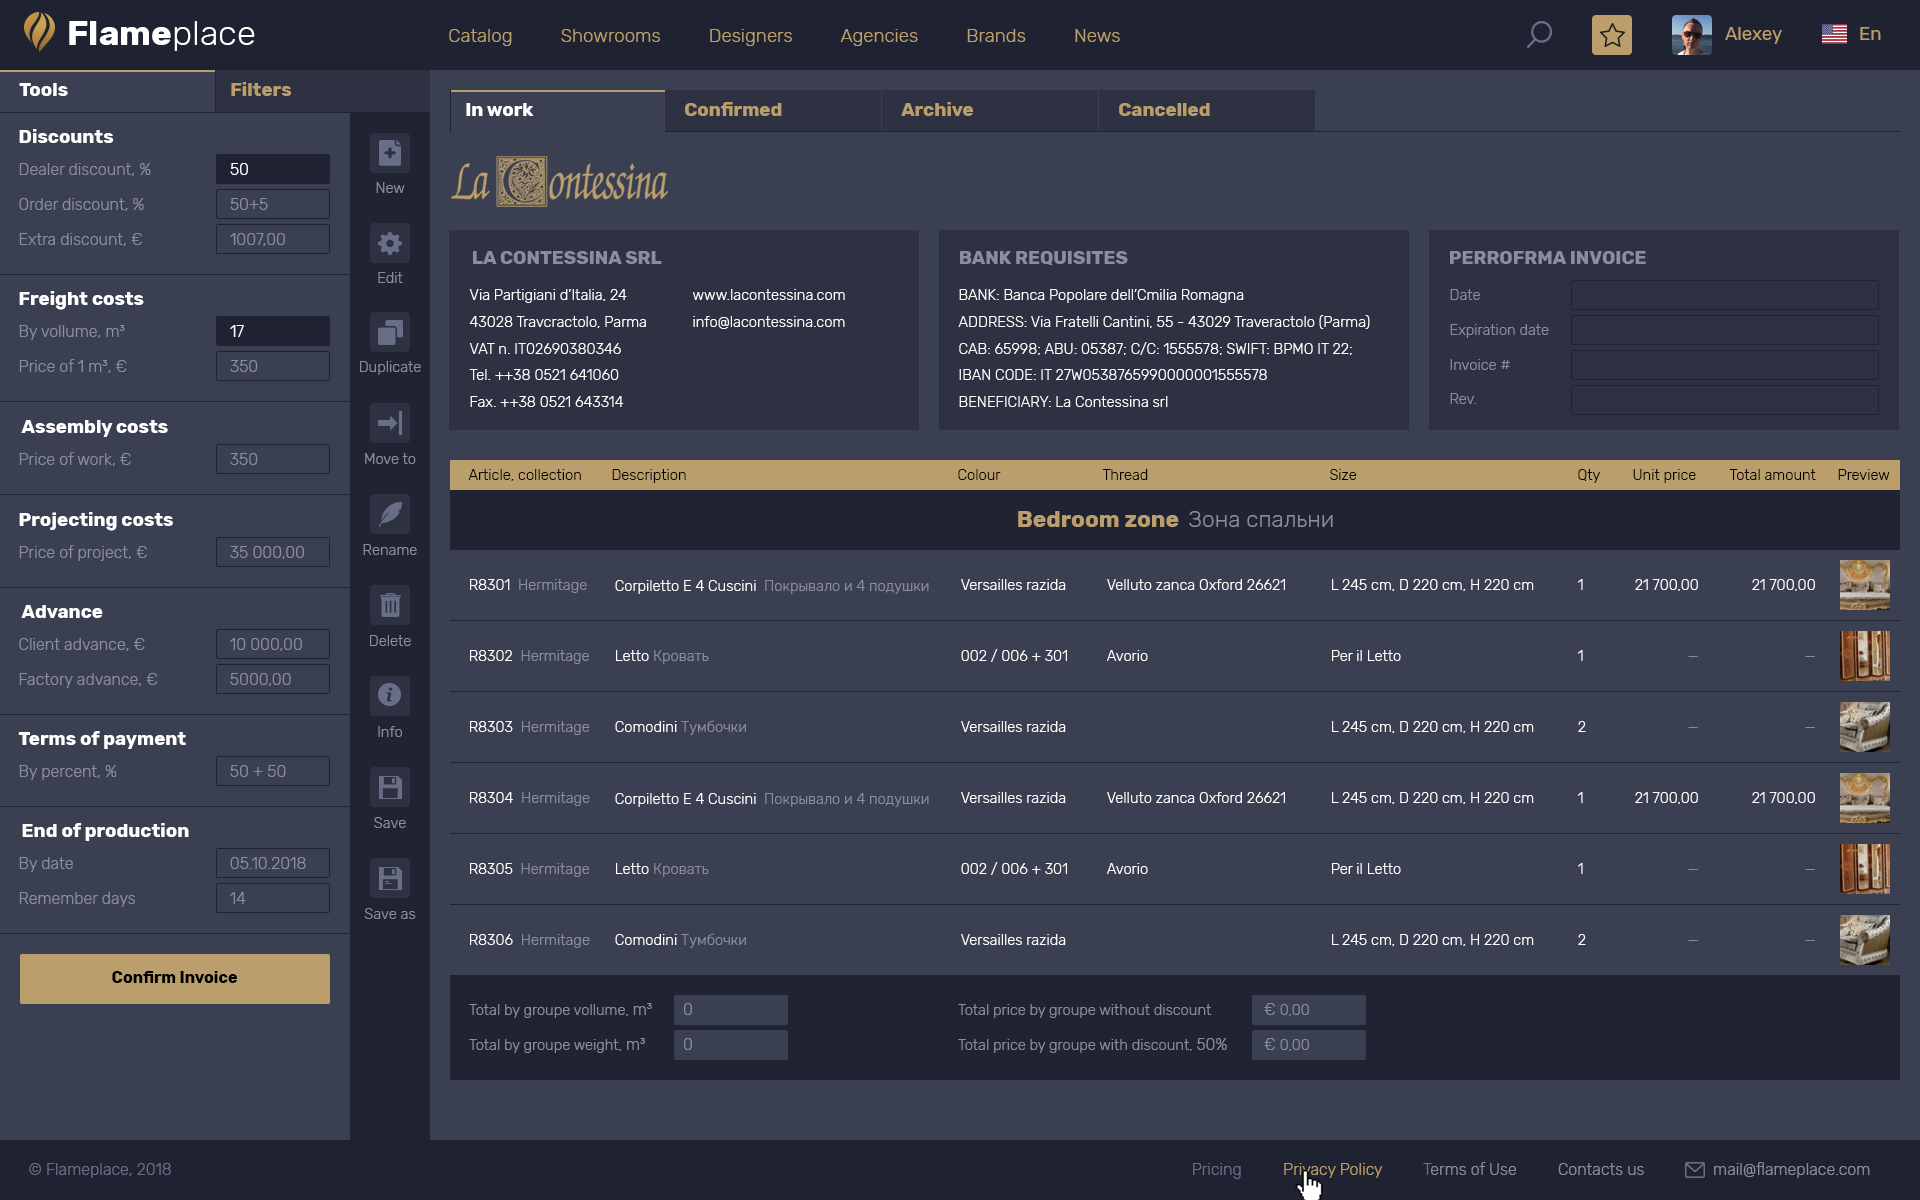 Flameplace
Catalog Showrooms Designers Agencies Brands News
Alexey En
Tools Filters
Discounts
Dealer discount, % 50
Order discount, % 50+5
Extra discount, € 1007,00
Freight costs
By vollume, m³ 17
Price of 1 m³, € 350
Assembly costs
Price of work, € 350
Projecting costs
Price of project, € 35 000,00
Advance
Client advance, € 10 000,00
Factory advance, € 5000,00
Terms of payment
By percent, % 50 + 50
End of production
By date 05.10.2018
Remember days 14
Confirm Invoice
New
Edit
Duplicate
Move to
Rename
Delete
Info
Save
Save as
In work Confirmed Archive Cancelled
La Contessina
LA CONTESSINA SRL
Via Partigiani d'Italia, 24 www.lacontessina.com
43028 Travcractolo, Parma info@lacontessina.com
VAT n. IT02690380346
Tel. ++38 0521 641060
Fax. ++38 0521 643314
BANK REQUISITES
BANK: Banca Popolare dell'Cmilia Romagna
ADDRESS: Via Fratelli Cantini, 55 - 43029 Traveractolo (Parma)
CAB: 65998; ABU: 05387; C/C: 1555578; SWIFT: BPMO IT 22;
IBAN CODE: IT 27W0538765990000001555578
BENEFICIARY: La Contessina srl
PERROFRMA INVOICE
Date
Expiration date
Invoice #
Rev.
Article, collection Description Colour Thread Size Qty Unit price Total amount Preview
Bedroom zone Зона спальни
R8301 Hermitage Corpiletto E 4 Cuscini Покрывало и 4 подушки Versailles razida Velluto zanca Oxford 26621 L 245 cm, D 220 cm, H 220 cm 1 21 700,00 21 700,00
R8302 Hermitage Letto Кровать 002 / 006 + 301 Avorio Per il Letto 1 — —
R8303 Hermitage Comodini Тумбочки Versailles razida L 245 cm, D 220 cm, H 220 cm 2 — —
R8304 Hermitage Corpiletto E 4 Cuscini Покрывало и 4 подушки Versailles razida Velluto zanca Oxford 26621 L 245 cm, D 220 cm, H 220 cm 1 21 700,00 21 700,00
R8305 Hermitage Letto Кровать 002 / 006 + 301 Avorio Per il Letto 1 — —
R8306 Hermitage Comodini Тумбочки Versailles razida L 245 cm, D 220 cm, H 220 cm 2 — —
Total by groupe vollume, m³ 0 Total price by groupe without discount € 0,00
Total by groupe weight, m³ 0 Total price by groupe with discount, 50% € 0,00
© Flameplace, 2018 Pricing Privacy Policy Terms of Use Contacts us mail@flameplace.com